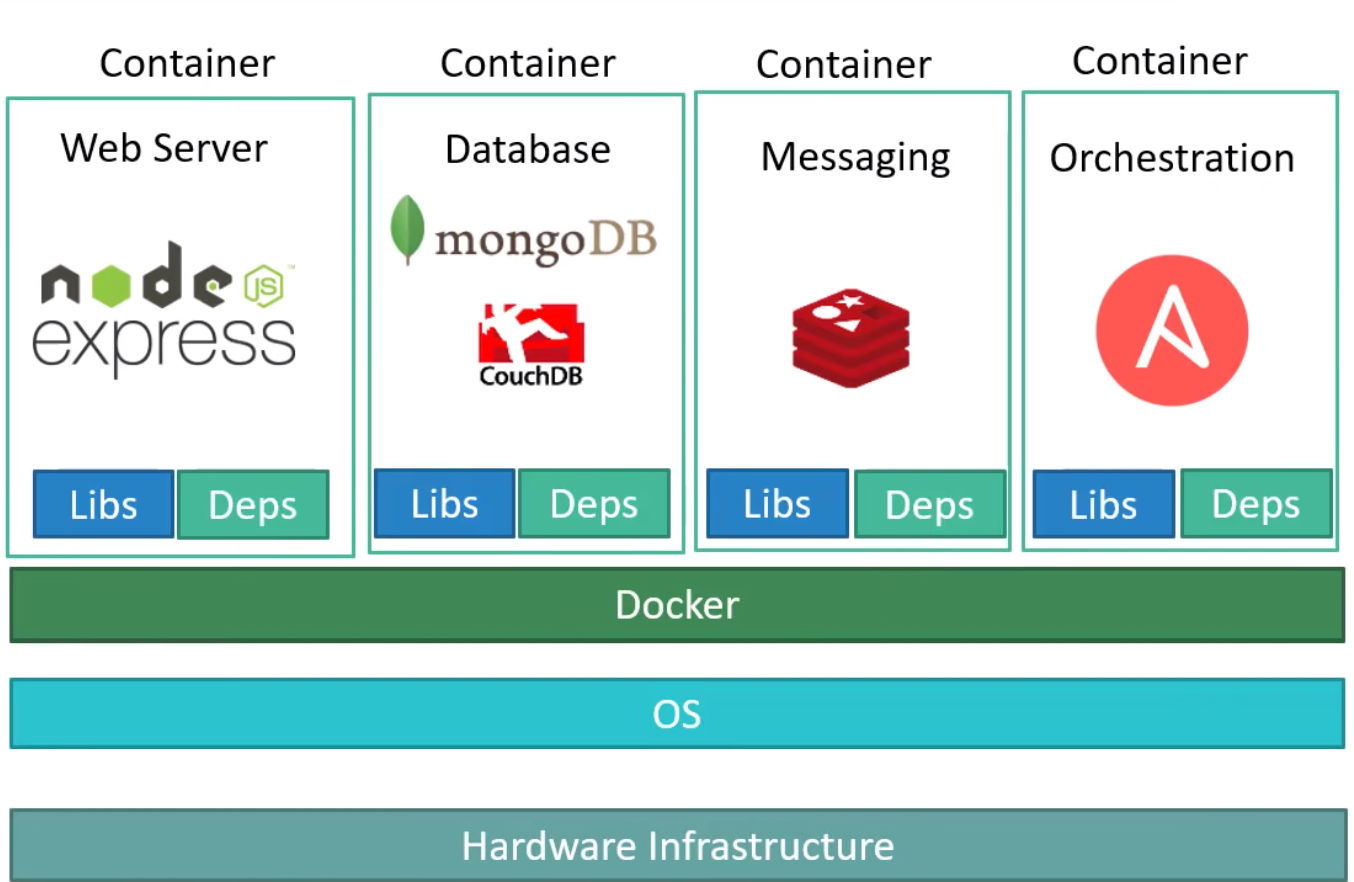 Container Container Container Container
Web Server
node JS ™
express
Database
mongoDB
CouchDB
Messaging
Orchestration
Libs Deps Libs Deps Libs Deps Libs Deps
Docker
OS
Hardware Infrastructure